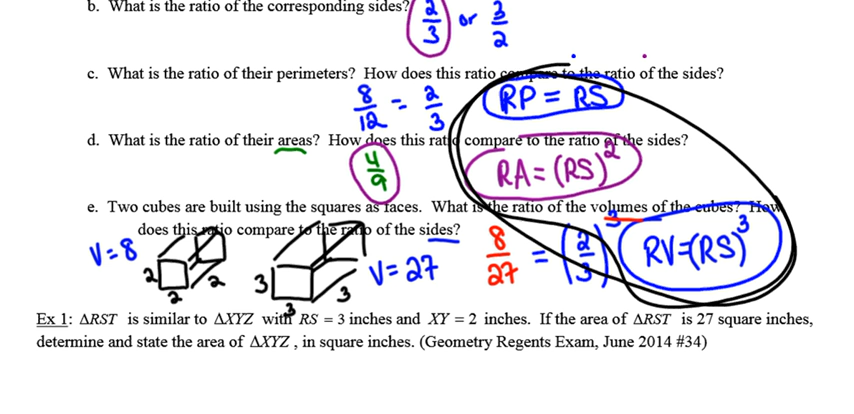 b. What is the ratio of the corresponding sides? 2/3 or 3/2
c. What is the ratio of their perimeters? How does this ratio compare to the ratio of the sides?
8/12 = 2/3 RP = RS
d. What is the ratio of their areas? How does this ratio compare to the ratio of the sides?
4/9 RA = (RS)²
e. Two cubes are built using the squares as faces. What is the ratio of the volumes of the cubes? How
does this ratio compare to the ratio of the sides?
V=8 2 2 2 3 3 3 V=27 8/27 = (2/3)³ RV=(RS)³
Ex 1: ΔRST is similar to ΔXYZ with RS = 3 inches and XY = 2 inches. If the area of ΔRST is 27 square inches,
determine and state the area of ΔXYZ , in square inches. (Geometry Regents Exam, June 2014 #34)